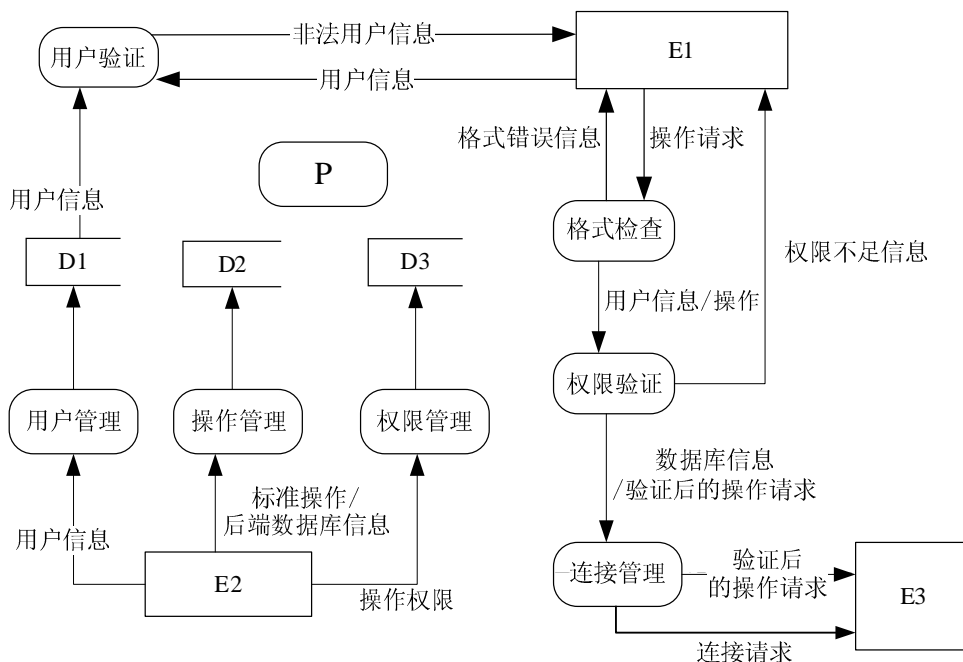 非法用户信息
用户验证
E1
用户信息
格式错误信息
操作请求
P
用户信息
格式检查
权限不足信息
D1
D2
D3
用户信息/操作
权限验证
用户管理
操作管理
权限管理
数据库信息
/验证后的操作请求
标准操作/
后端数据库信息
用户信息
E2
操作权限
连接管理
验证后
的操作请求
E3
连接请求